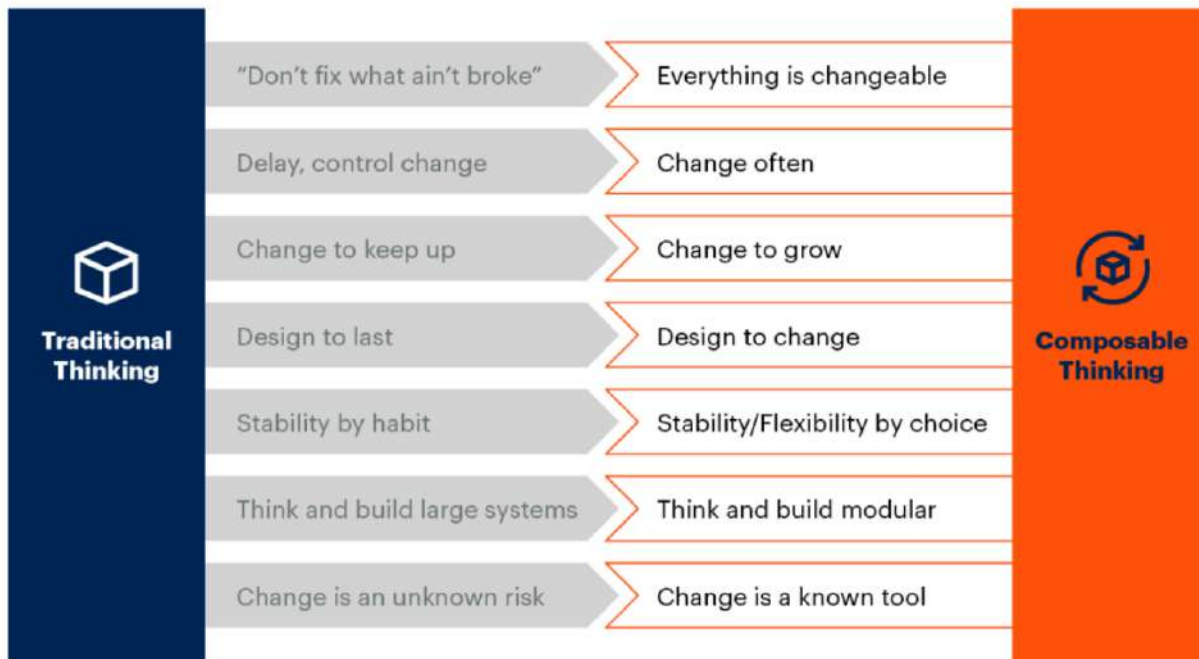 Traditional
Thinking
“Don’t fix what ain’t broke”
Everything is changeable
Delay, control change
Change often
Change to keep up
Change to grow
Design to last
Design to change
Stability by habit
Stability/Flexibility by choice
Think and build large systems
Think and build modular
Change is an unknown risk
Change is a known tool
Composable
Thinking